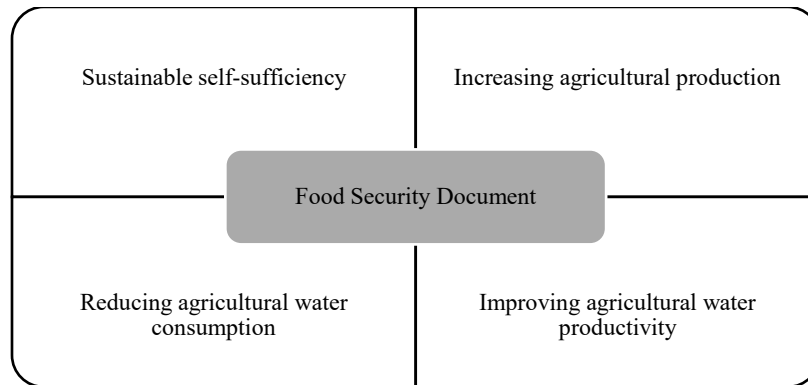 Sustainable self-sufficiency
Increasing agricultural production
Food Security Document
Reducing agricultural water
consumption
Improving agricultural water
productivity